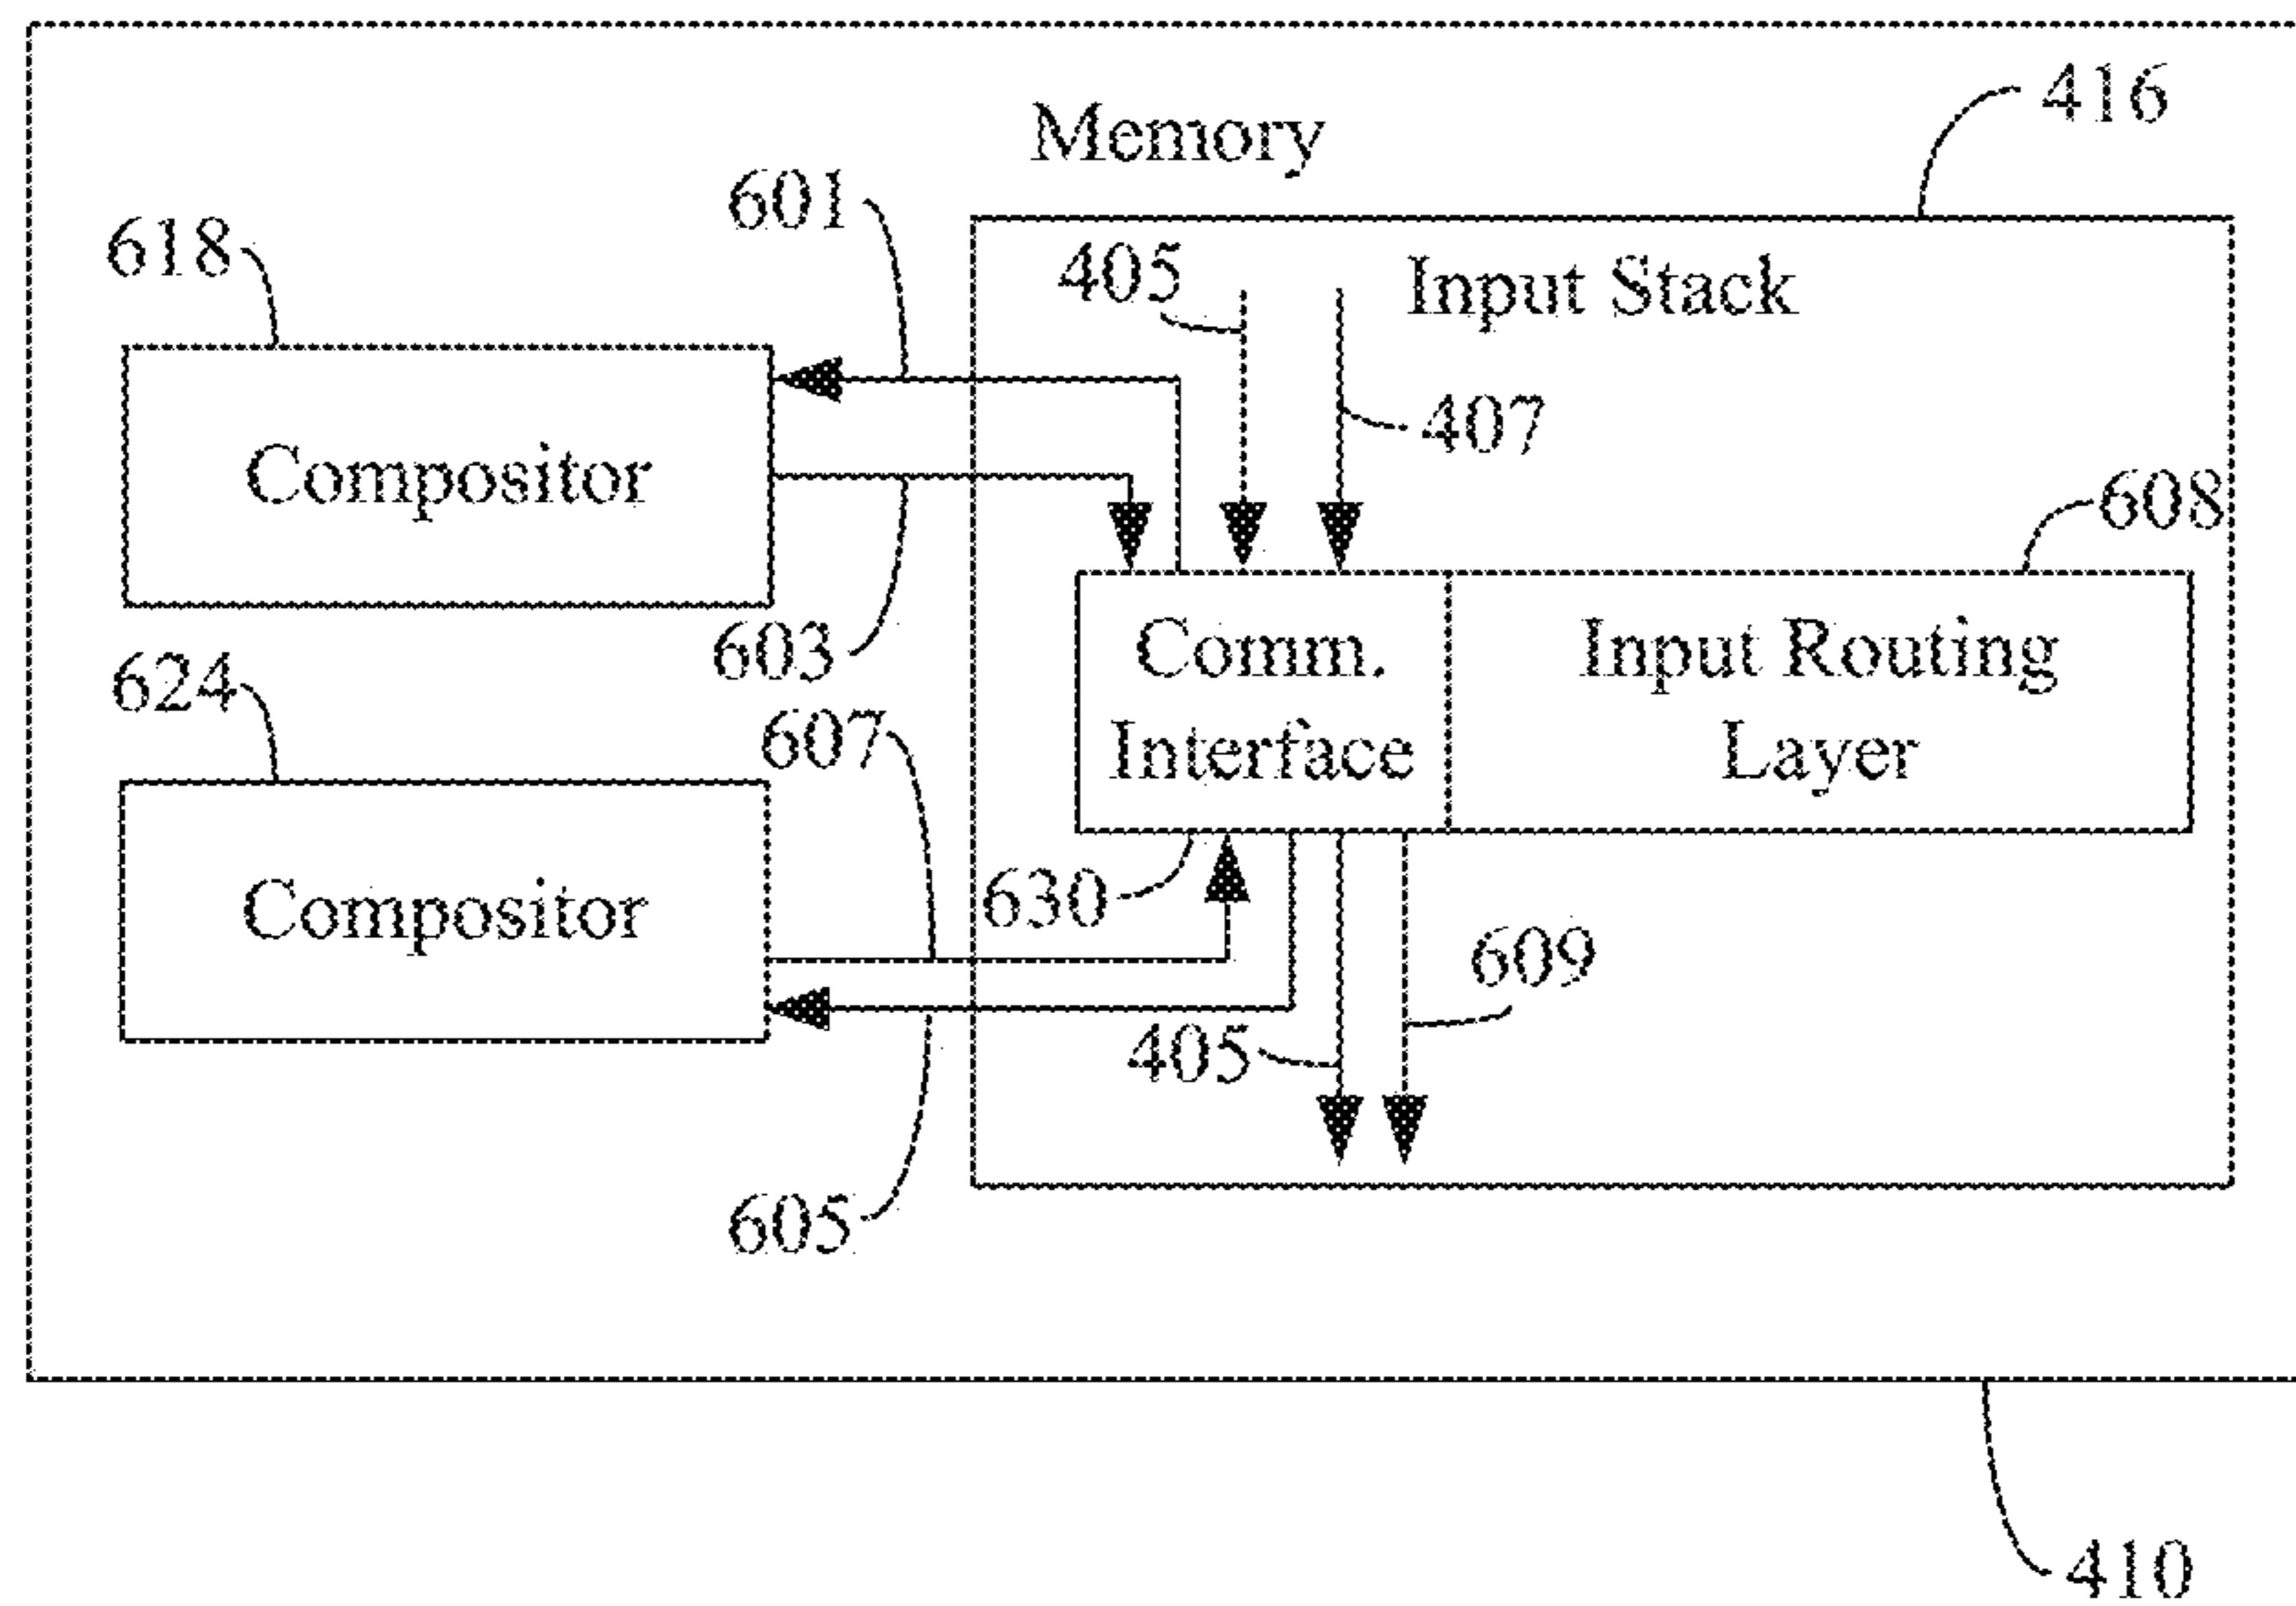 416
Memory
601
618
405
Input Stack
407
Compositor
608
603
Comm.
Interface
Input Routing
Layer
624
607
630
Compositor
609
405
605
410